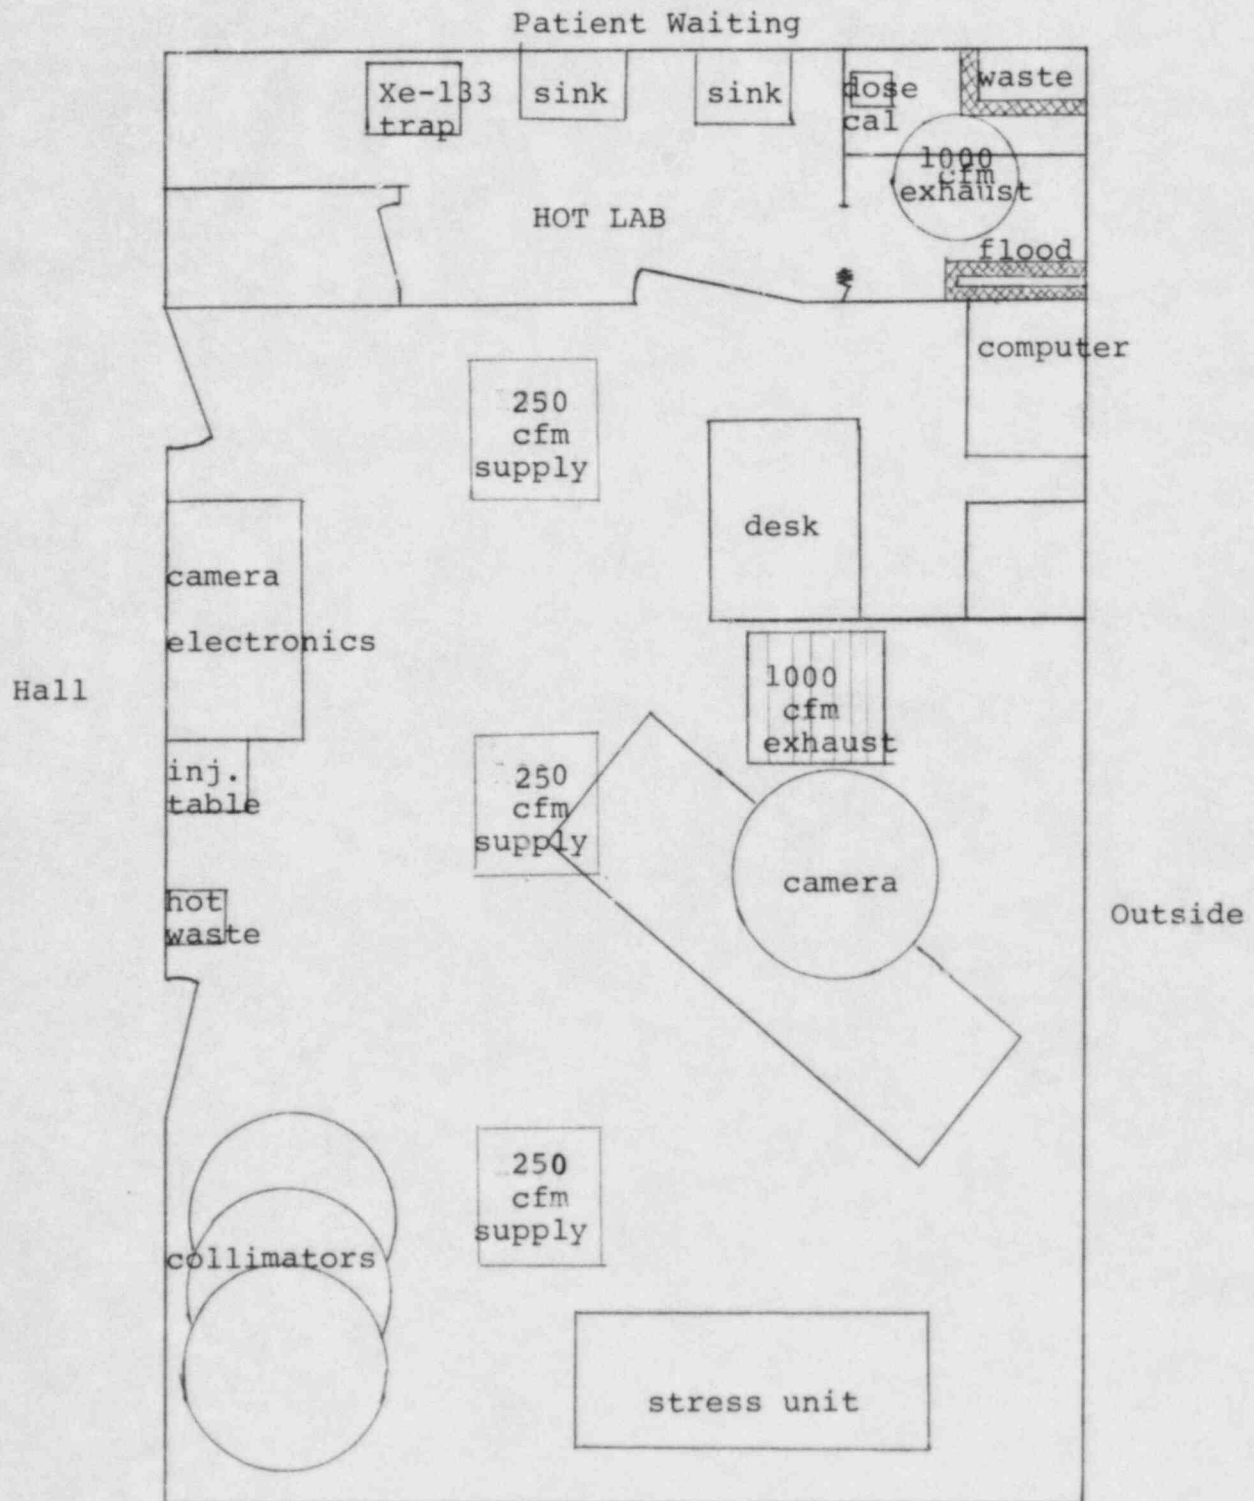 Patient Waiting
Xe-133
trap
sink
sink
dose
cal
waste
1000
cfm
exhaust
HOT LAB
flood
computer
250
cfm
supply
desk
camera
electronics
Hall
1000
cfm
exhaust
inj.
table
250
cfm
supply
camera
hot
waste
Outside
250
cfm
supply
collimators
stress unit